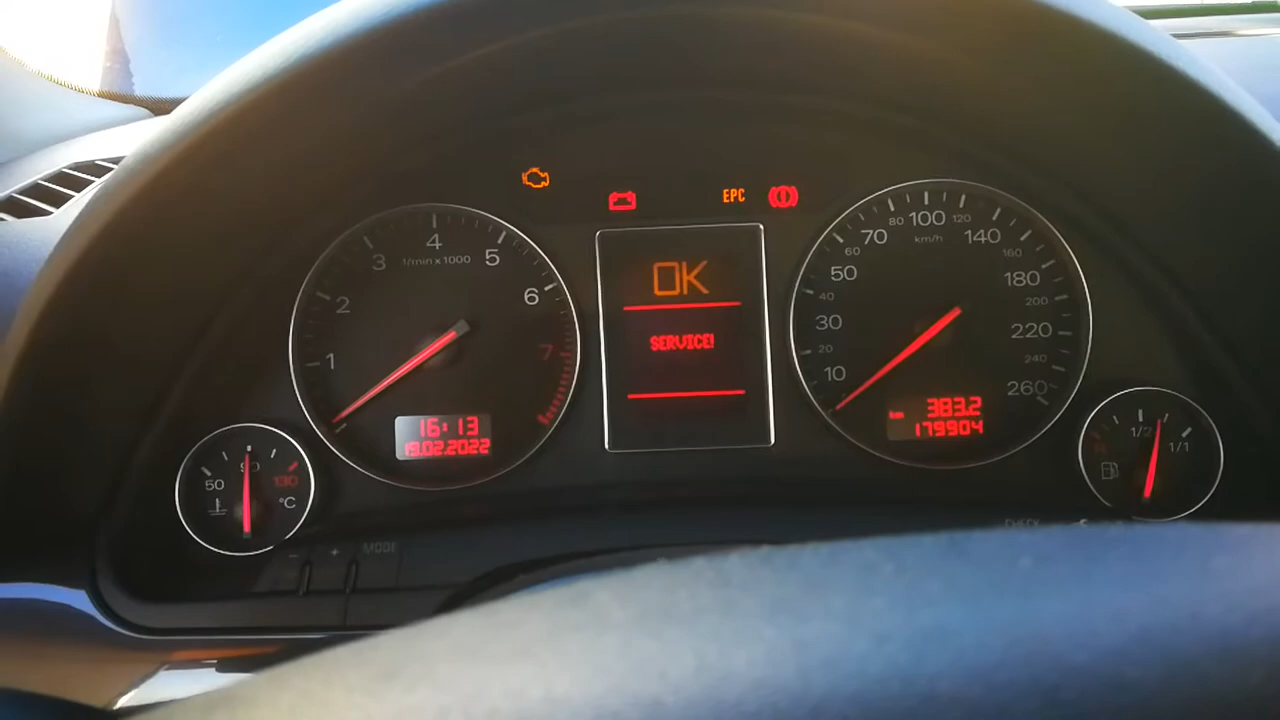 EPC
1 2 3 4 5 6 7
1/min x 1000
16:13
19.02.2022
OK
SERVICE!
10 20 30 40 50 60 70 80 100 120 140 160 180 200 220 240 260
km/h
km 383.2
179904
50 90 130
°C
1/2 1/1
- + MODE
CHECK